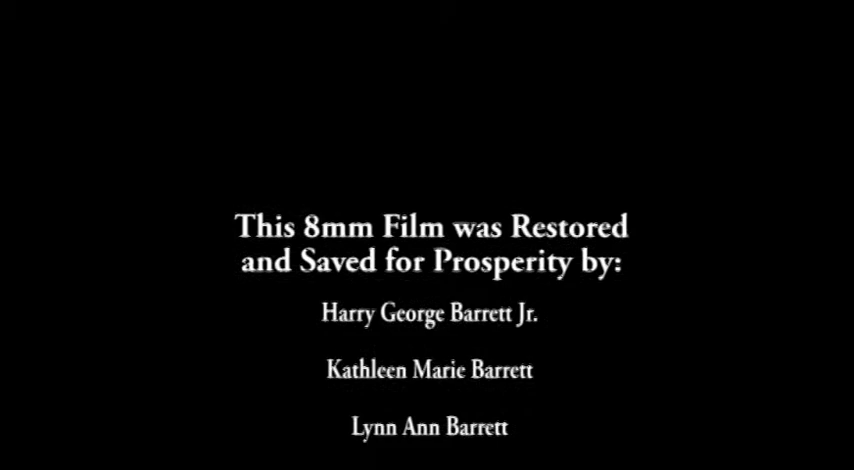 This 8mm Film was Restored
and Saved for Prosperity by:
Harry George Barrett Jr.
Kathleen Marie Barrett
Lynn Ann Barrett